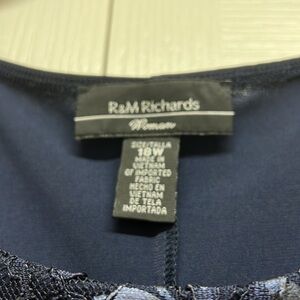 R&M Richards
Woman
SIZE/TALLA
18W
MADE IN
VIETNAM
OF IMPORTED
FABRIC
HECHO EN
VIETNAM
DE TELA
IMPORTADA